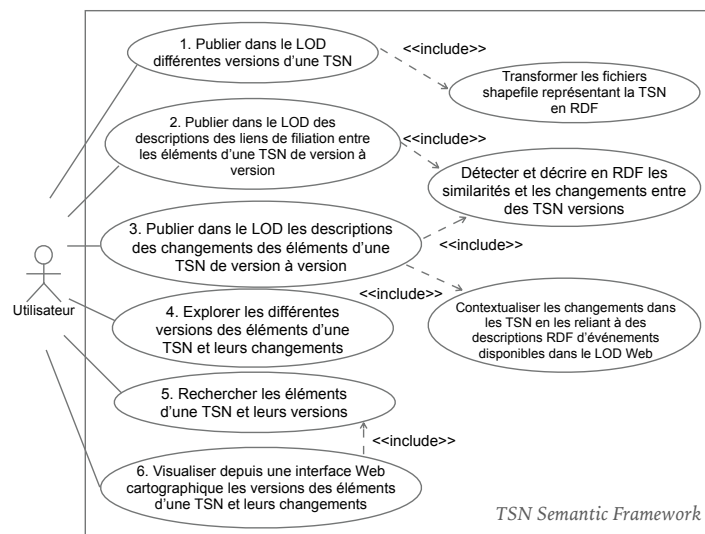 1. Publier dans le LOD
différentes versions d'une TSN
<<include>>
Transformer les fichiers
shapefile représentant la TSN
en RDF
2. Publier dans le LOD des
descriptions des liens de filiation entre
les éléments d'une TSN de version à
version
<<include>>
Détecter et décrire en RDF les
similarités et les changements entre
des TSN versions
3. Publier dans le LOD les descriptions
des changements des éléments d'une
TSN de version à version
<<include>>
<<include>>
Utilisateur
4. Explorer les différentes
versions des éléments d'une
TSN et leurs changements
Contextualiser les changements dans
les TSN en les reliant à des
descriptions RDF d'événements
disponibles dans le LOD Web
5. Rechercher les éléments
d'une TSN et leurs versions
<<include>>
6. Visualiser depuis une interface Web
cartographique les versions des éléments
d'une TSN et leurs changements
TSN Semantic Framework